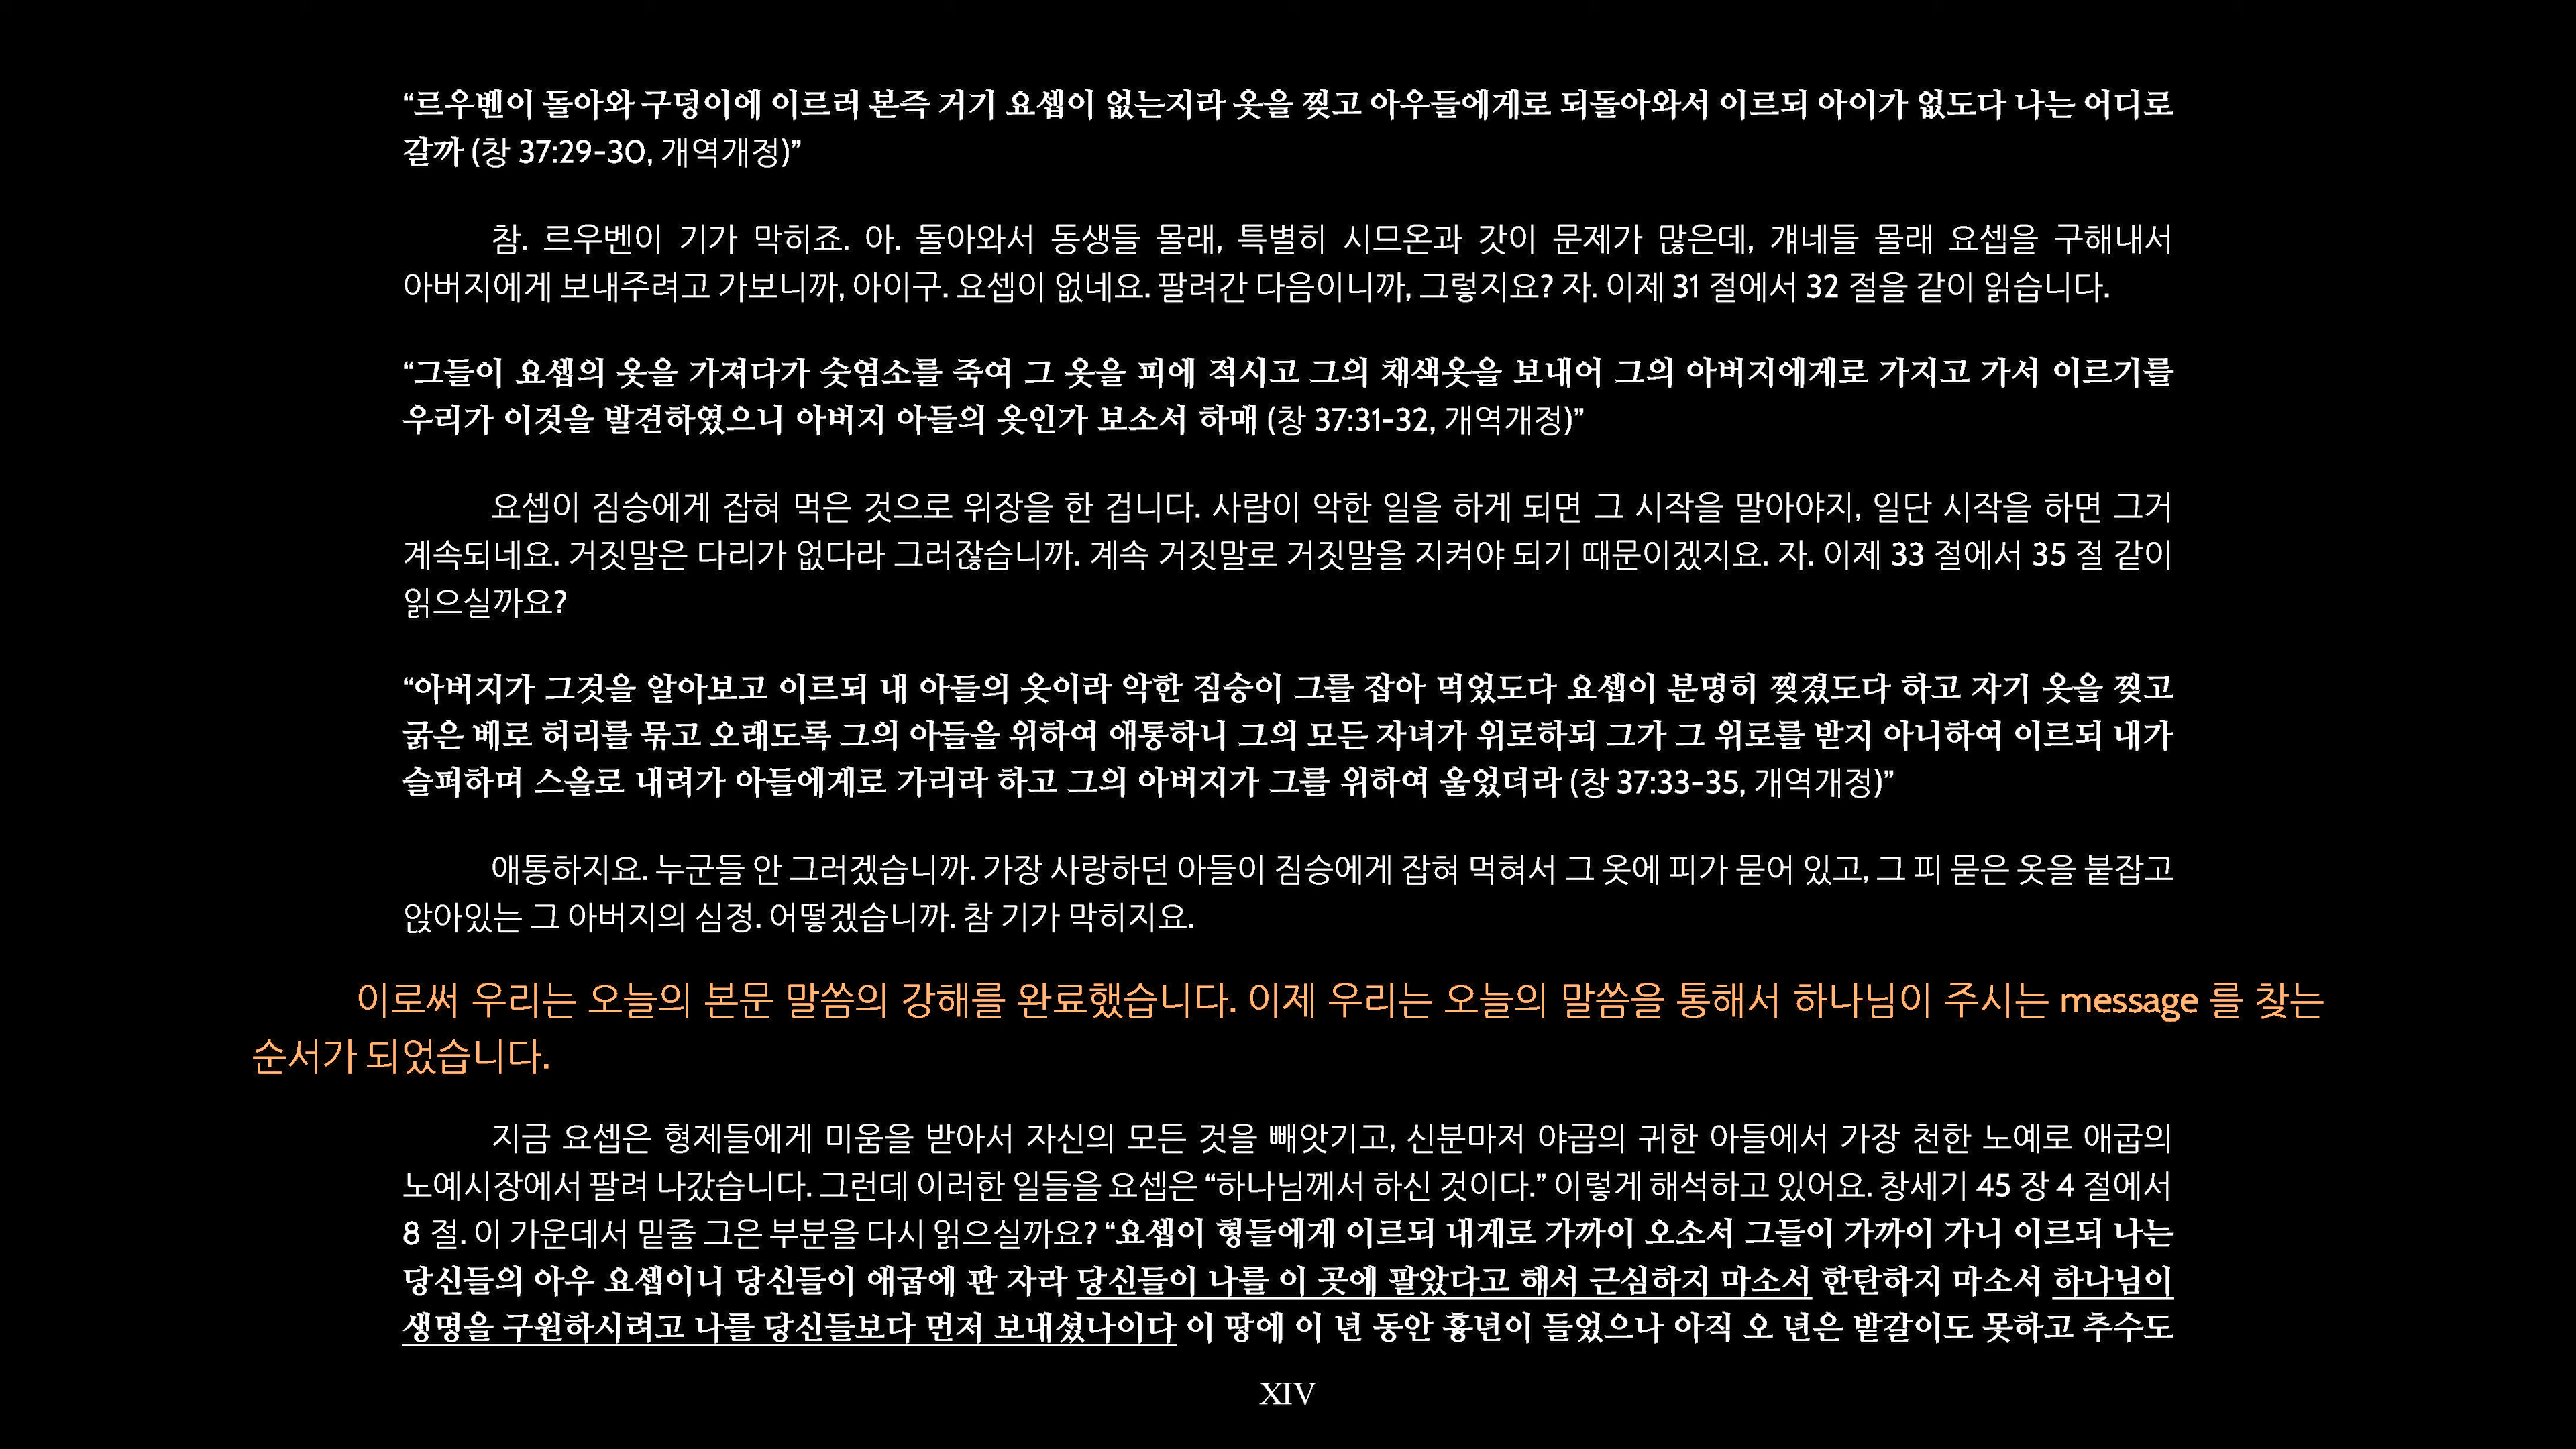 “르우벤이 돌아와 구덩이에 이르러 본즉 거기 요셉이 없는지라 옷을 찢고 아우들에게로 되돌아와서 이르되 아이가 없도다 나는 어디로
갈까 (창 37:29-30, 개역개정)”
참. 르우벤이 기가 막히죠. 아. 돌아와서 동생들 몰래, 특별히 시므온과 갓이 문제가 많은데, 걔네들 몰래 요셉을 구해내서
아버지에게 보내주려고 가보니까, 아이구. 요셉이 없네요. 팔려간 다음이니까, 그렇지요? 자. 이제 31 절에서 32 절을 같이 읽습니다.
“그들이 요셉의 옷을 가져다가 숫염소를 죽여 그 옷을 피에 적시고 그의 채색옷을 보내어 그의 아버지에게로 가지고 가서 이르기를
우리가 이것을 발견하였으니 아버지 아들의 옷인가 보소서 하매 (창 37:31-32, 개역개정)”
요셉이 짐승에게 잡혀 먹은 것으로 위장을 한 겁니다. 사람이 악한 일을 하게 되면 그 시작을 말아야지, 일단 시작을 하면 그거
계속되네요. 거짓말은 다리가 없다라 그러잖습니까. 계속 거짓말로 거짓말을 지켜야 되기 때문이겠지요. 자. 이제 33 절에서 35 절 같이
읽으실까요?
“아버지가 그것을 알아보고 이르되 내 아들의 옷이라 악한 짐승이 그를 잡아 먹었도다 요셉이 분명히 찢겼도다 하고 자기 옷을 찢고
굵은 베로 허리를 묶고 오래도록 그의 아들을 위하여 애통하니 그의 모든 자녀가 위로하되 그가 그 위로를 받지 아니하여 이르되 내가
슬퍼하며 스올로 내려가 아들에게로 가리라 하고 그의 아버지가 그를 위하여 울었더라 (창 37:33-35, 개역개정)”
애통하지요. 누군들 안 그러겠습니까. 가장 사랑하던 아들이 짐승에게 잡혀 먹혀서 그 옷에 피가 묻어 있고, 그 피 묻은 옷을 붙잡고
앉아있는 그 아버지의 심정. 어떻겠습니까. 참 기가 막히지요.
이로써 우리는 오늘의 본문 말씀의 강해를 완료했습니다. 이제 우리는 오늘의 말씀을 통해서 하나님이 주시는 message 를 찾는
순서가 되었습니다.
지금 요셉은 형제들에게 미움을 받아서 자신의 모든 것을 빼앗기고, 신분마저 야곱의 귀한 아들에서 가장 천한 노예로 애굽의
노예시장에서 팔려 나갔습니다. 그런데 이러한 일들을 요셉은 “하나님께서 하신 것이다.” 이렇게 해석하고 있어요. 창세기 45 장 4 절에서
8 절. 이 가운데서 밑줄 그은 부분을 다시 읽으실까요? “요셉이 형들에게 이르되 내게로 가까이 오소서 그들이 가까이 가니 이르되 나는
당신들의 아우 요셉이니 당신들이 애굽에 판 자라 당신들이 나를 이 곳에 팔았다고 해서 근심하지 마소서 한탄하지 마소서 하나님이
생명을 구원하시려고 나를 당신들보다 먼저 보내셨나이다 이 땅에 이 년 동안 흉년이 들었으나 아직 오 년은 밭갈이도 못하고 추수도
XIV